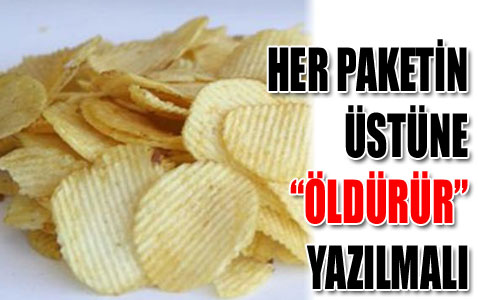 HER PAKETİN
ÜSTÜNE
“ÖLDÜRÜR”
YAZILMALI